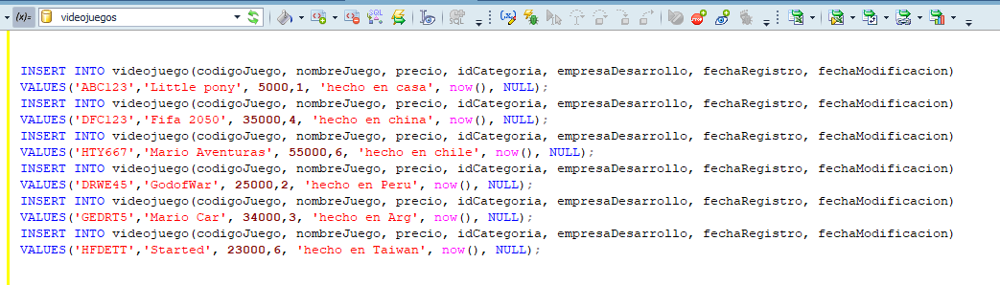 (x)=
videojuegos
SQL
INSERT INTO videojuego(codigoJuego, nombreJuego, precio, idCategoria, empresaDesarrollo, fechaRegistro, fechaModificacion)
VALUES('ABC123','Little pony', 5000,1, 'hecho en casa', now(), NULL);
INSERT INTO videojuego(codigoJuego, nombreJuego, precio, idCategoria, empresaDesarrollo, fechaRegistro, fechaModificacion)
VALUES('DFC123','Fifa 2050', 35000,4, 'hecho en china', now(), NULL);
INSERT INTO videojuego(codigoJuego, nombreJuego, precio, idCategoria, empresaDesarrollo, fechaRegistro, fechaModificacion)
VALUES('HTY667','Mario Aventuras', 55000,6, 'hecho en chile', now(), NULL);
INSERT INTO videojuego(codigoJuego, nombreJuego, precio, idCategoria, empresaDesarrollo, fechaRegistro, fechaModificacion)
VALUES('DRWE45','GodofWar', 25000,2, 'hecho en Peru', now(), NULL);
INSERT INTO videojuego(codigoJuego, nombreJuego, precio, idCategoria, empresaDesarrollo, fechaRegistro, fechaModificacion)
VALUES('GEDRT5','Mario Car', 34000,3, 'hecho en Arg', now(), NULL);
INSERT INTO videojuego(codigoJuego, nombreJuego, precio, idCategoria, empresaDesarrollo, fechaRegistro, fechaModificacion)
VALUES('HFDETT','Started', 23000,6, 'hecho en Taiwan', now(), NULL);